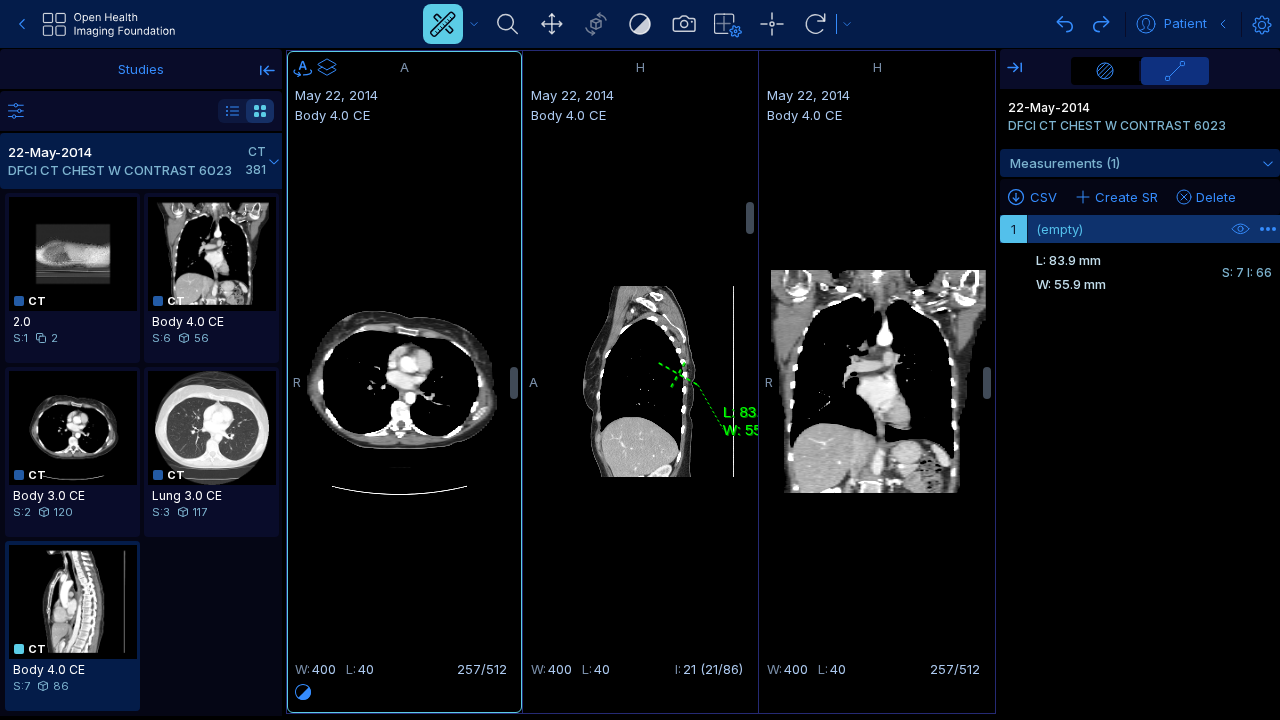 Open Health
Imaging Foundation
Patient
Studies
22-May-2014
DFCI CT CHEST W CONTRAST 6023
CT
381
CT
2.0
S:1 2
CT
Body 4.0 CE
S:6 56
CT
Body 3.0 CE
S:2 120
CT
Lung 3.0 CE
S:3 117
CT
Body 4.0 CE
S:7 86
A
A
May 22, 2014
Body 4.0 CE
R
W: 400 L: 40
257/512
H
May 22, 2014
Body 4.0 CE
A
L: 83
W: 55
W: 400 L: 40
I: 21 (21/86)
H
May 22, 2014
Body 4.0 CE
R
W: 400 L: 40
257/512
22-May-2014
DFCI CT CHEST W CONTRAST 6023
Measurements (1)
CSV
Create SR
Delete
1
(empty)
L: 83.9 mm
W: 55.9 mm
S: 7 I: 66